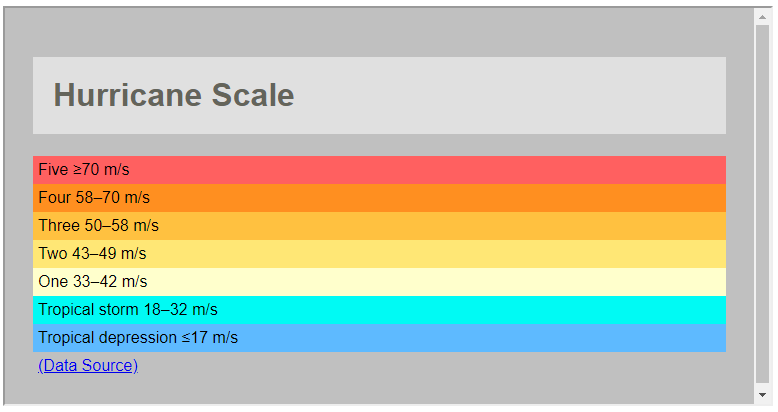 Hurricane Scale
Five ≥70 m/s
Four 58–70 m/s
Three 50–58 m/s
Two 43–49 m/s
One 33–42 m/s
Tropical storm 18–32 m/s
Tropical depression ≤17 m/s
(Data Source)